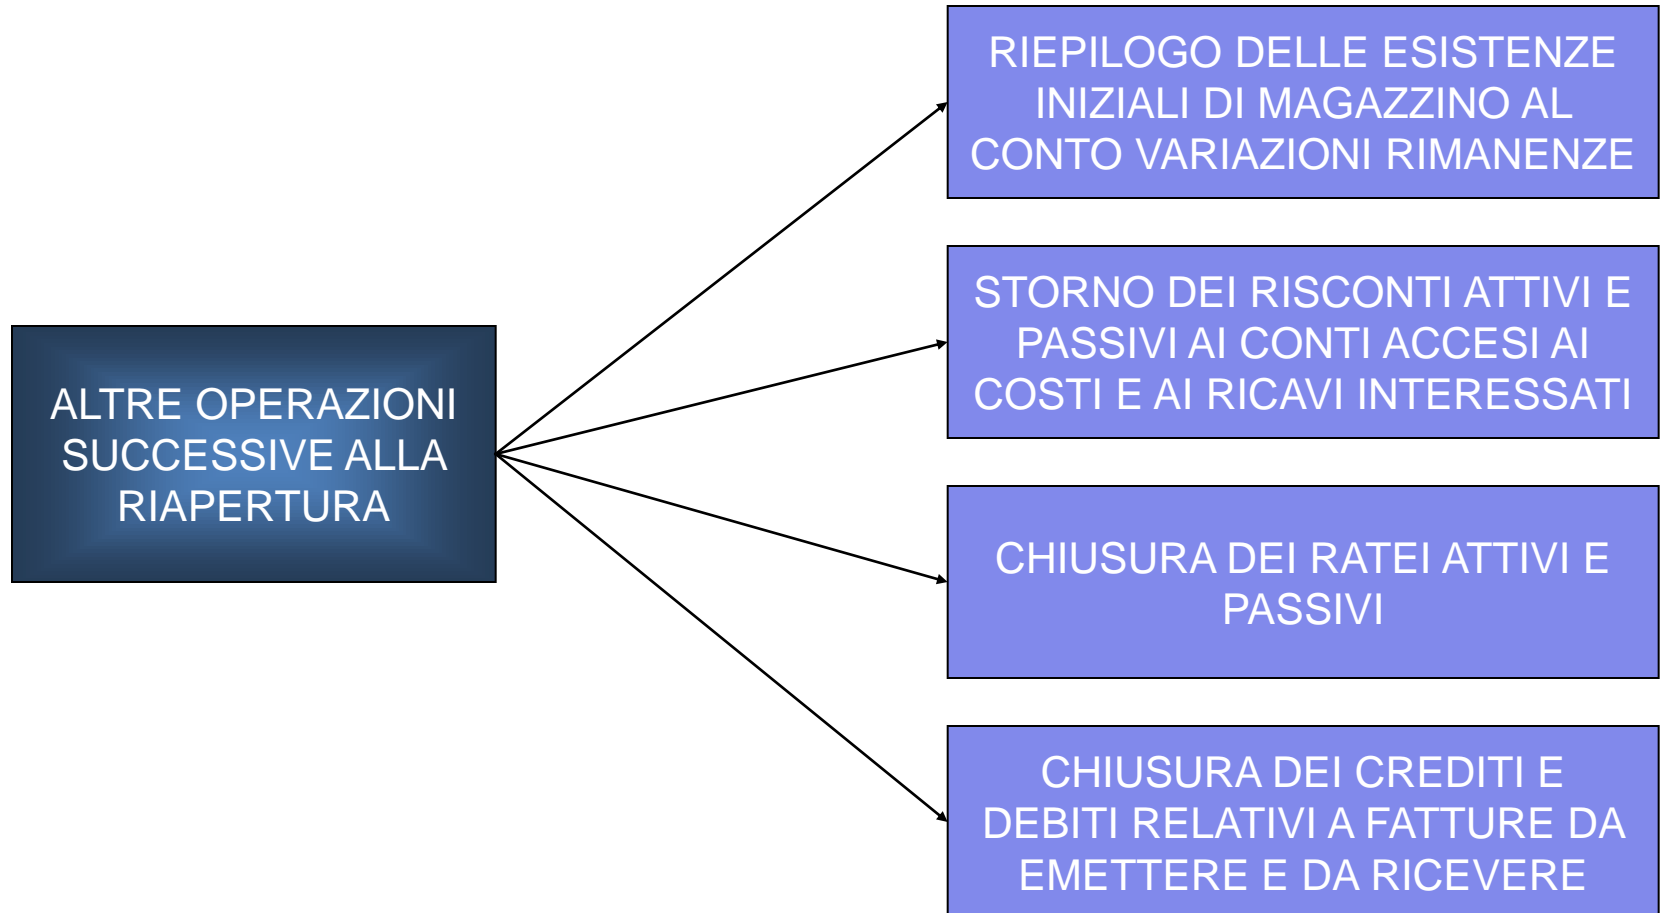 ALTRE OPERAZIONI
SUCCESSIVE ALLA
RIAPERTURA
RIEPILOGO DELLE ESISTENZE
INIZIALI DI MAGAZZINO AL
CONTO VARIAZIONI RIMANENZE
STORNO DEI RISCONTI ATTIVI E
PASSIVI AI CONTI ACCESI AI
COSTI E AI RICAVI INTERESSATI
CHIUSURA DEI RATEI ATTIVI E
PASSIVI
CHIUSURA DEI CREDITI E
DEBITI RELATIVI A FATTURE DA
EMETTERE E DA RICEVERE